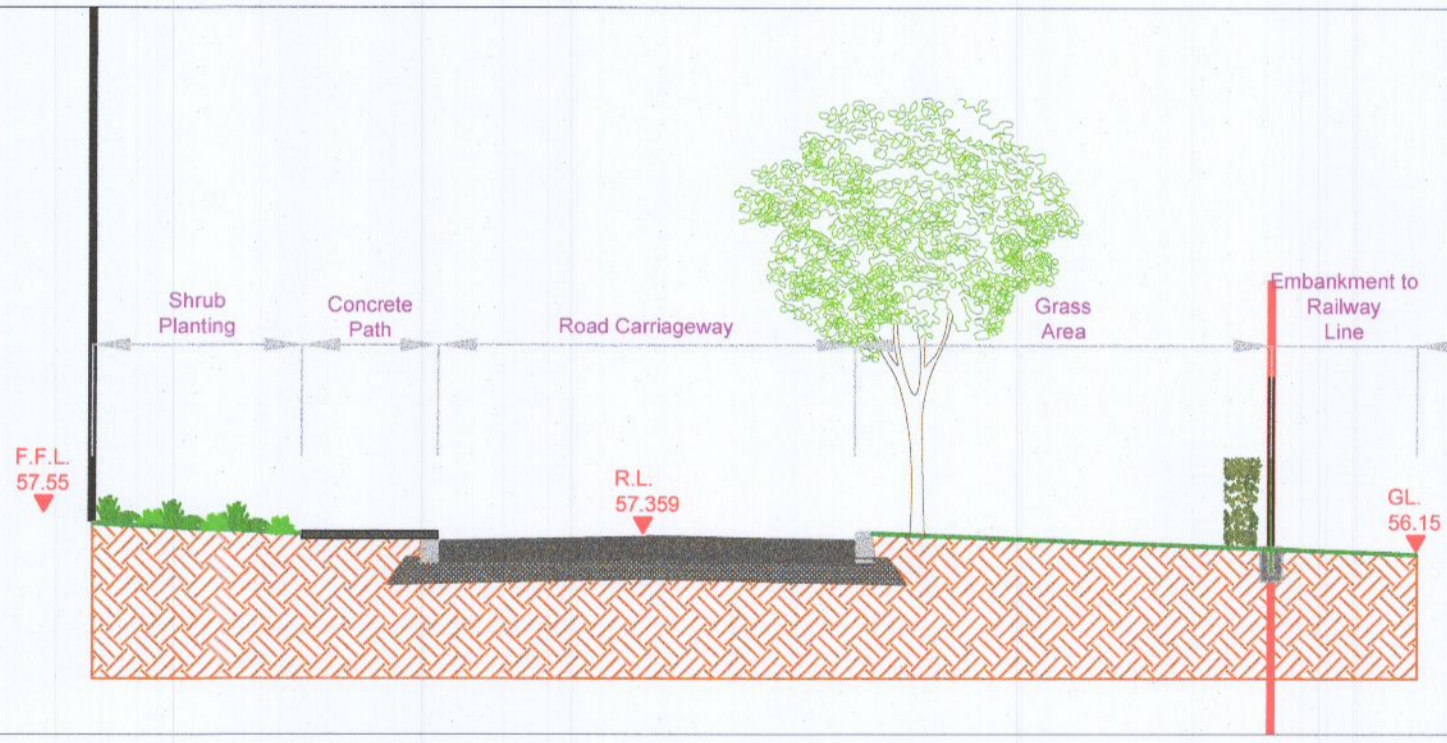 Shrub
Planting
Concrete
Path
Road Carriageway
Grass
Area
Embankment to
Railway
Line
F.F.L.
57.55
R.L.
57.359
GL.
56.15